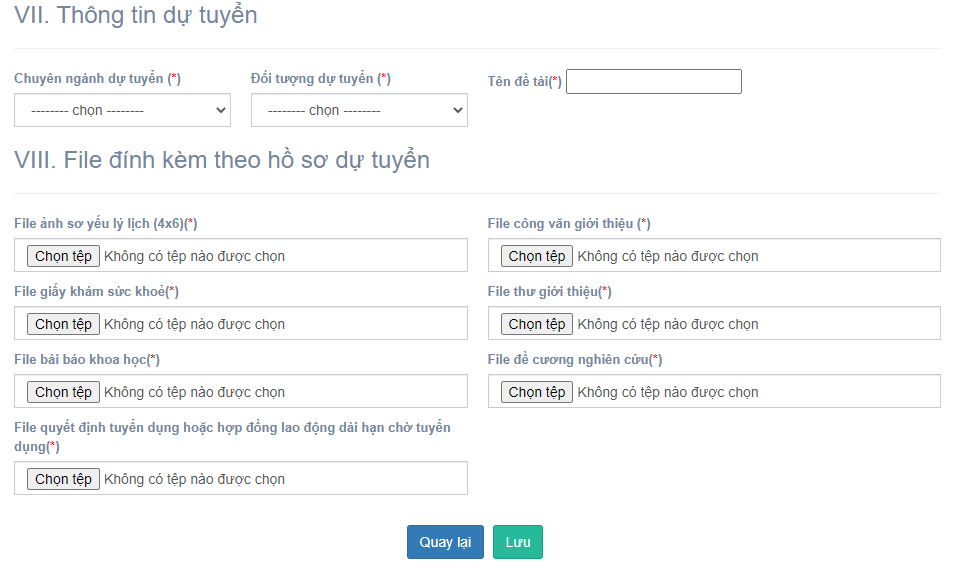 VII. Thông tin dự tuyển
Chuyên ngành dự tuyển (*)
Đối tượng dự tuyển (*)
Tên đề tài(*)
-------- chọn --------
-------- chọn --------
VIII. File đính kèm theo hồ sơ dự tuyển
File ảnh sơ yếu lý lịch (4x6)(*)
File công văn giới thiệu (*)
Chọn tệp Không có tệp nào được chọn
Chọn tệp Không có tệp nào được chọn
File giấy khám sức khoẻ(*)
File thư giới thiệu(*)
Chọn tệp Không có tệp nào được chọn
Chọn tệp Không có tệp nào được chọn
File bài báo khoa học(*)
File đề cương nghiên cứu(*)
Chọn tệp Không có tệp nào được chọn
Chọn tệp Không có tệp nào được chọn
File quyết định tuyển dụng hoặc hợp đồng lao động dài hạn chờ tuyển
dụng(*)
Chọn tệp Không có tệp nào được chọn
Quay lại
Lưu